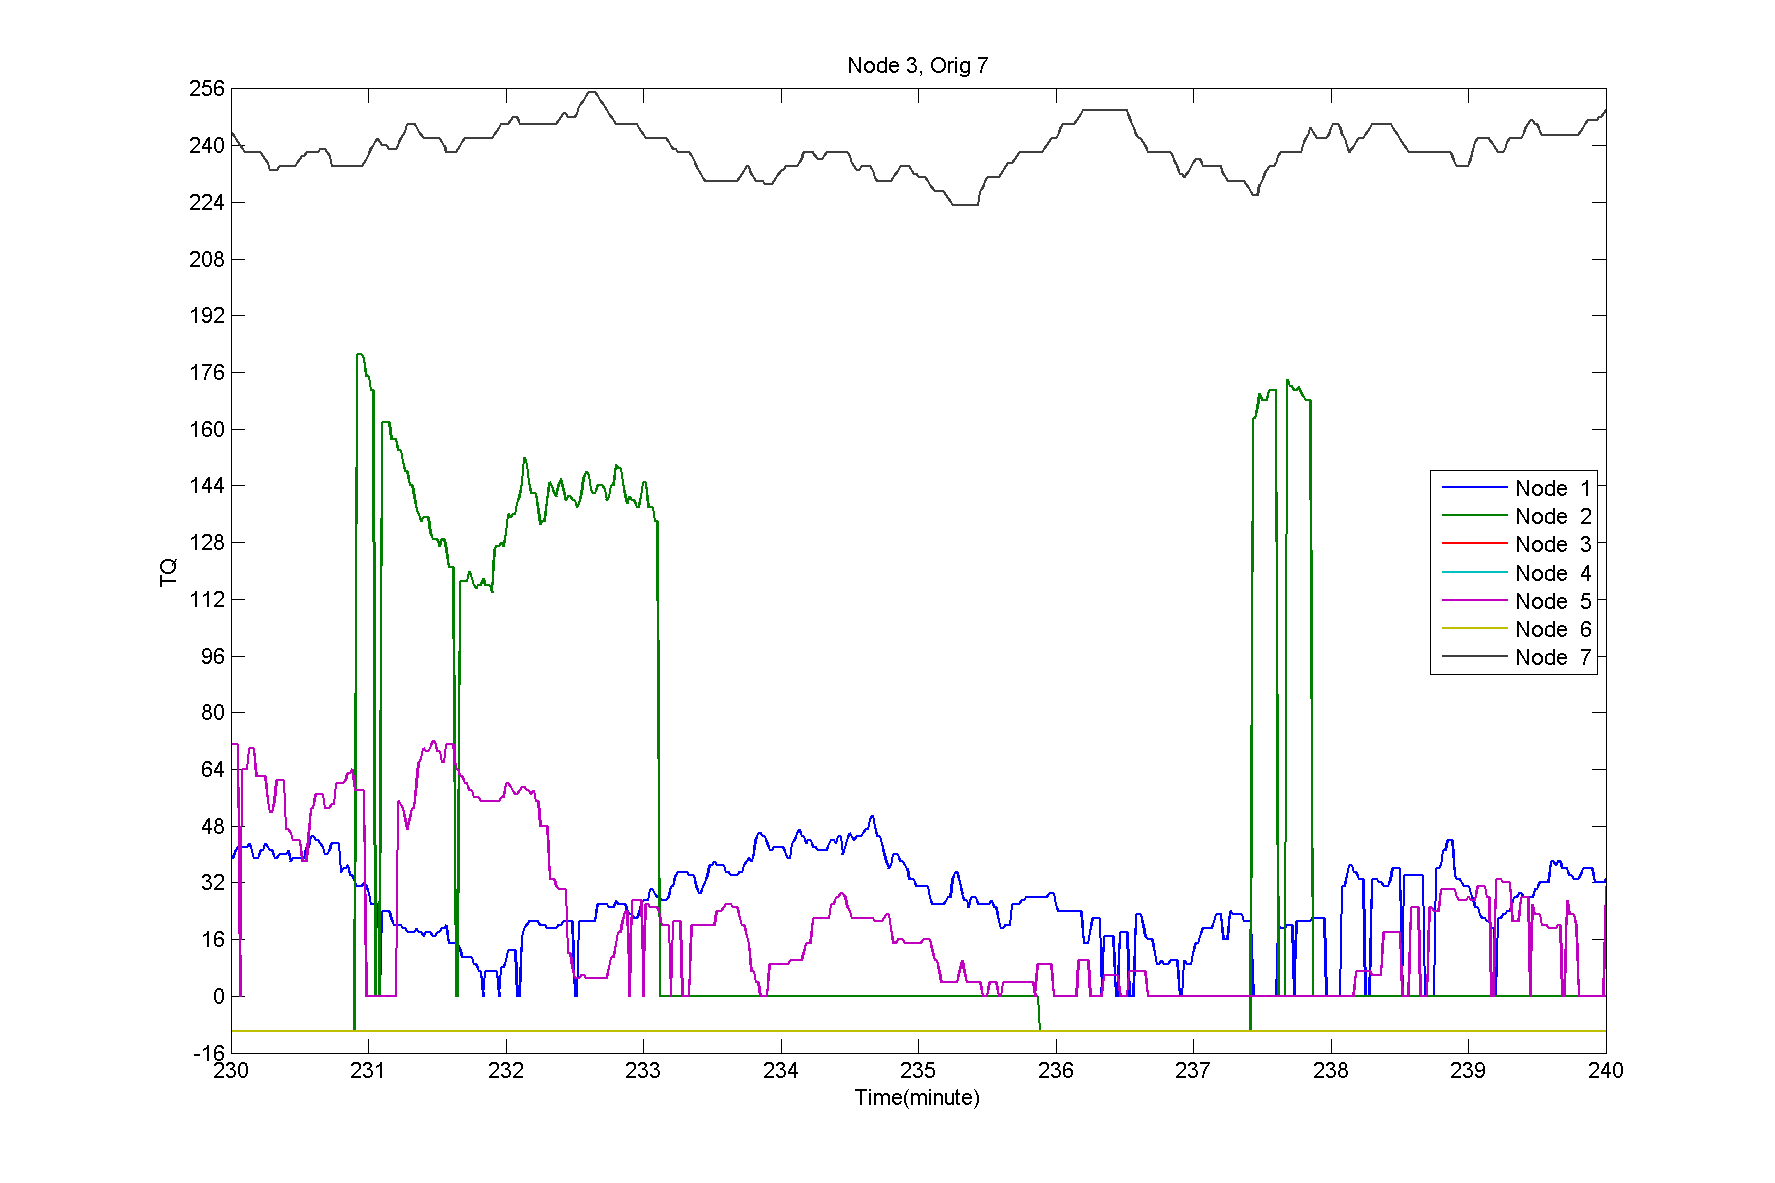 Node 3, Orig 7
256
240
224
208
192
176
160
144
128
112
96
80
64
48
32
16
0
-16
TQ
Node 1
Node 2
Node 3
Node 4
Node 5
Node 6
Node 7
230 231 232 233 234 235 236 237 238 239 240
Time(minute)